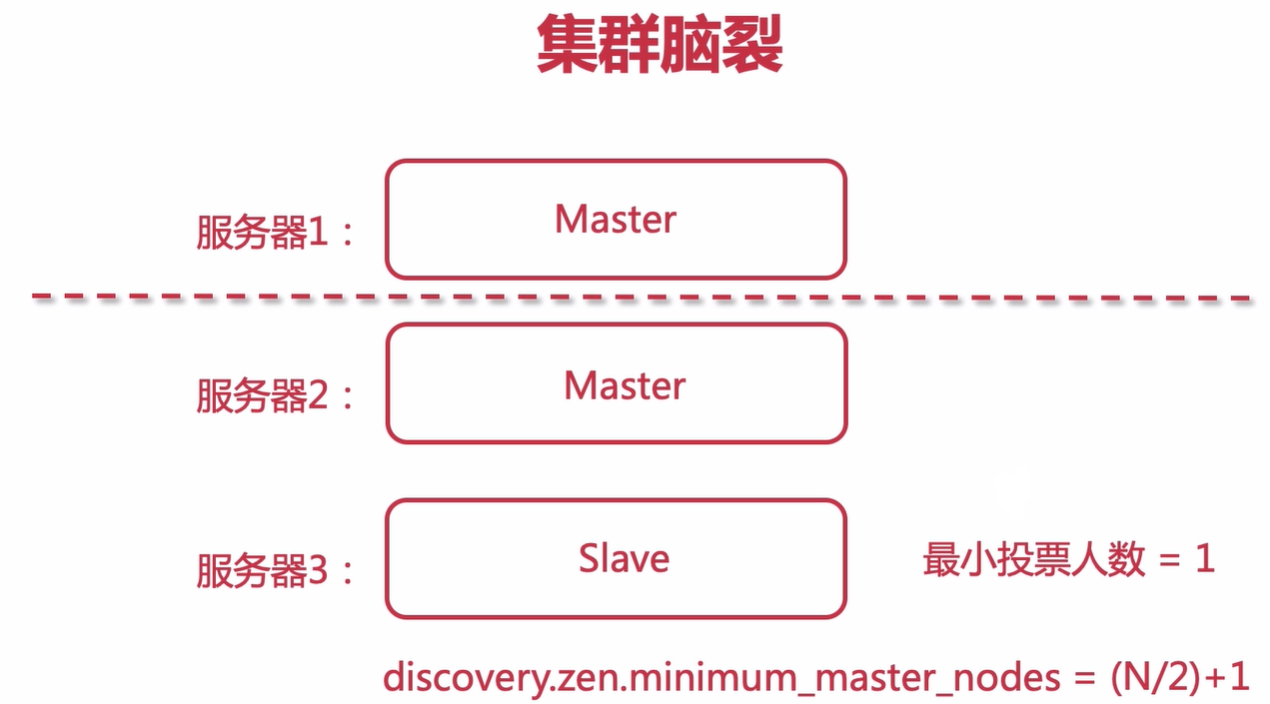 集群脑裂
服务器1： Master
服务器2： Master
服务器3： Slave 最小投票人数 = 1
discovery.zen.minimum_master_nodes = (N/2)+1